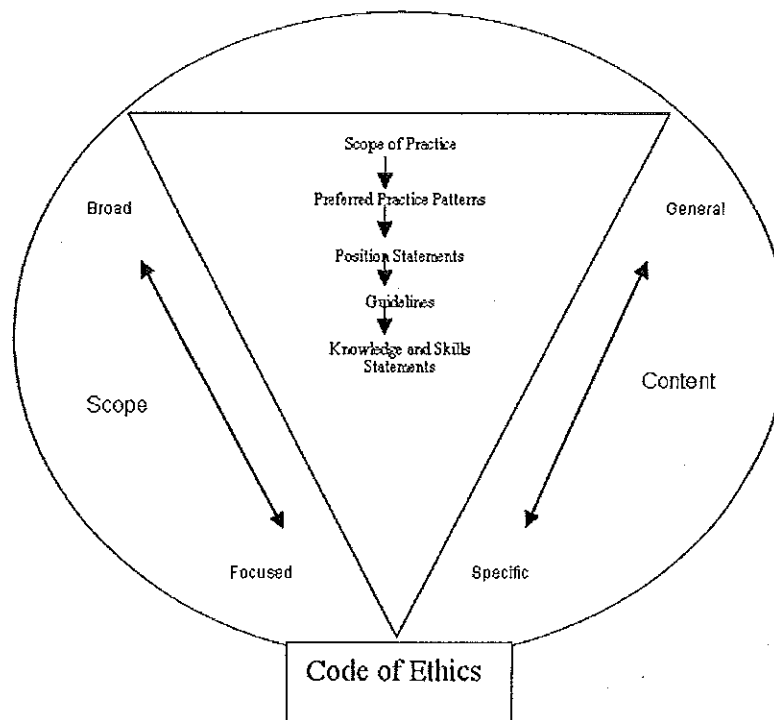 Scope of Practice
Broad
Preferred Practice Patterns
General
Position Statements
Guidelines
Knowledge and Skills
Statements
Scope
Content
Focused
Specific
Code of Ethics